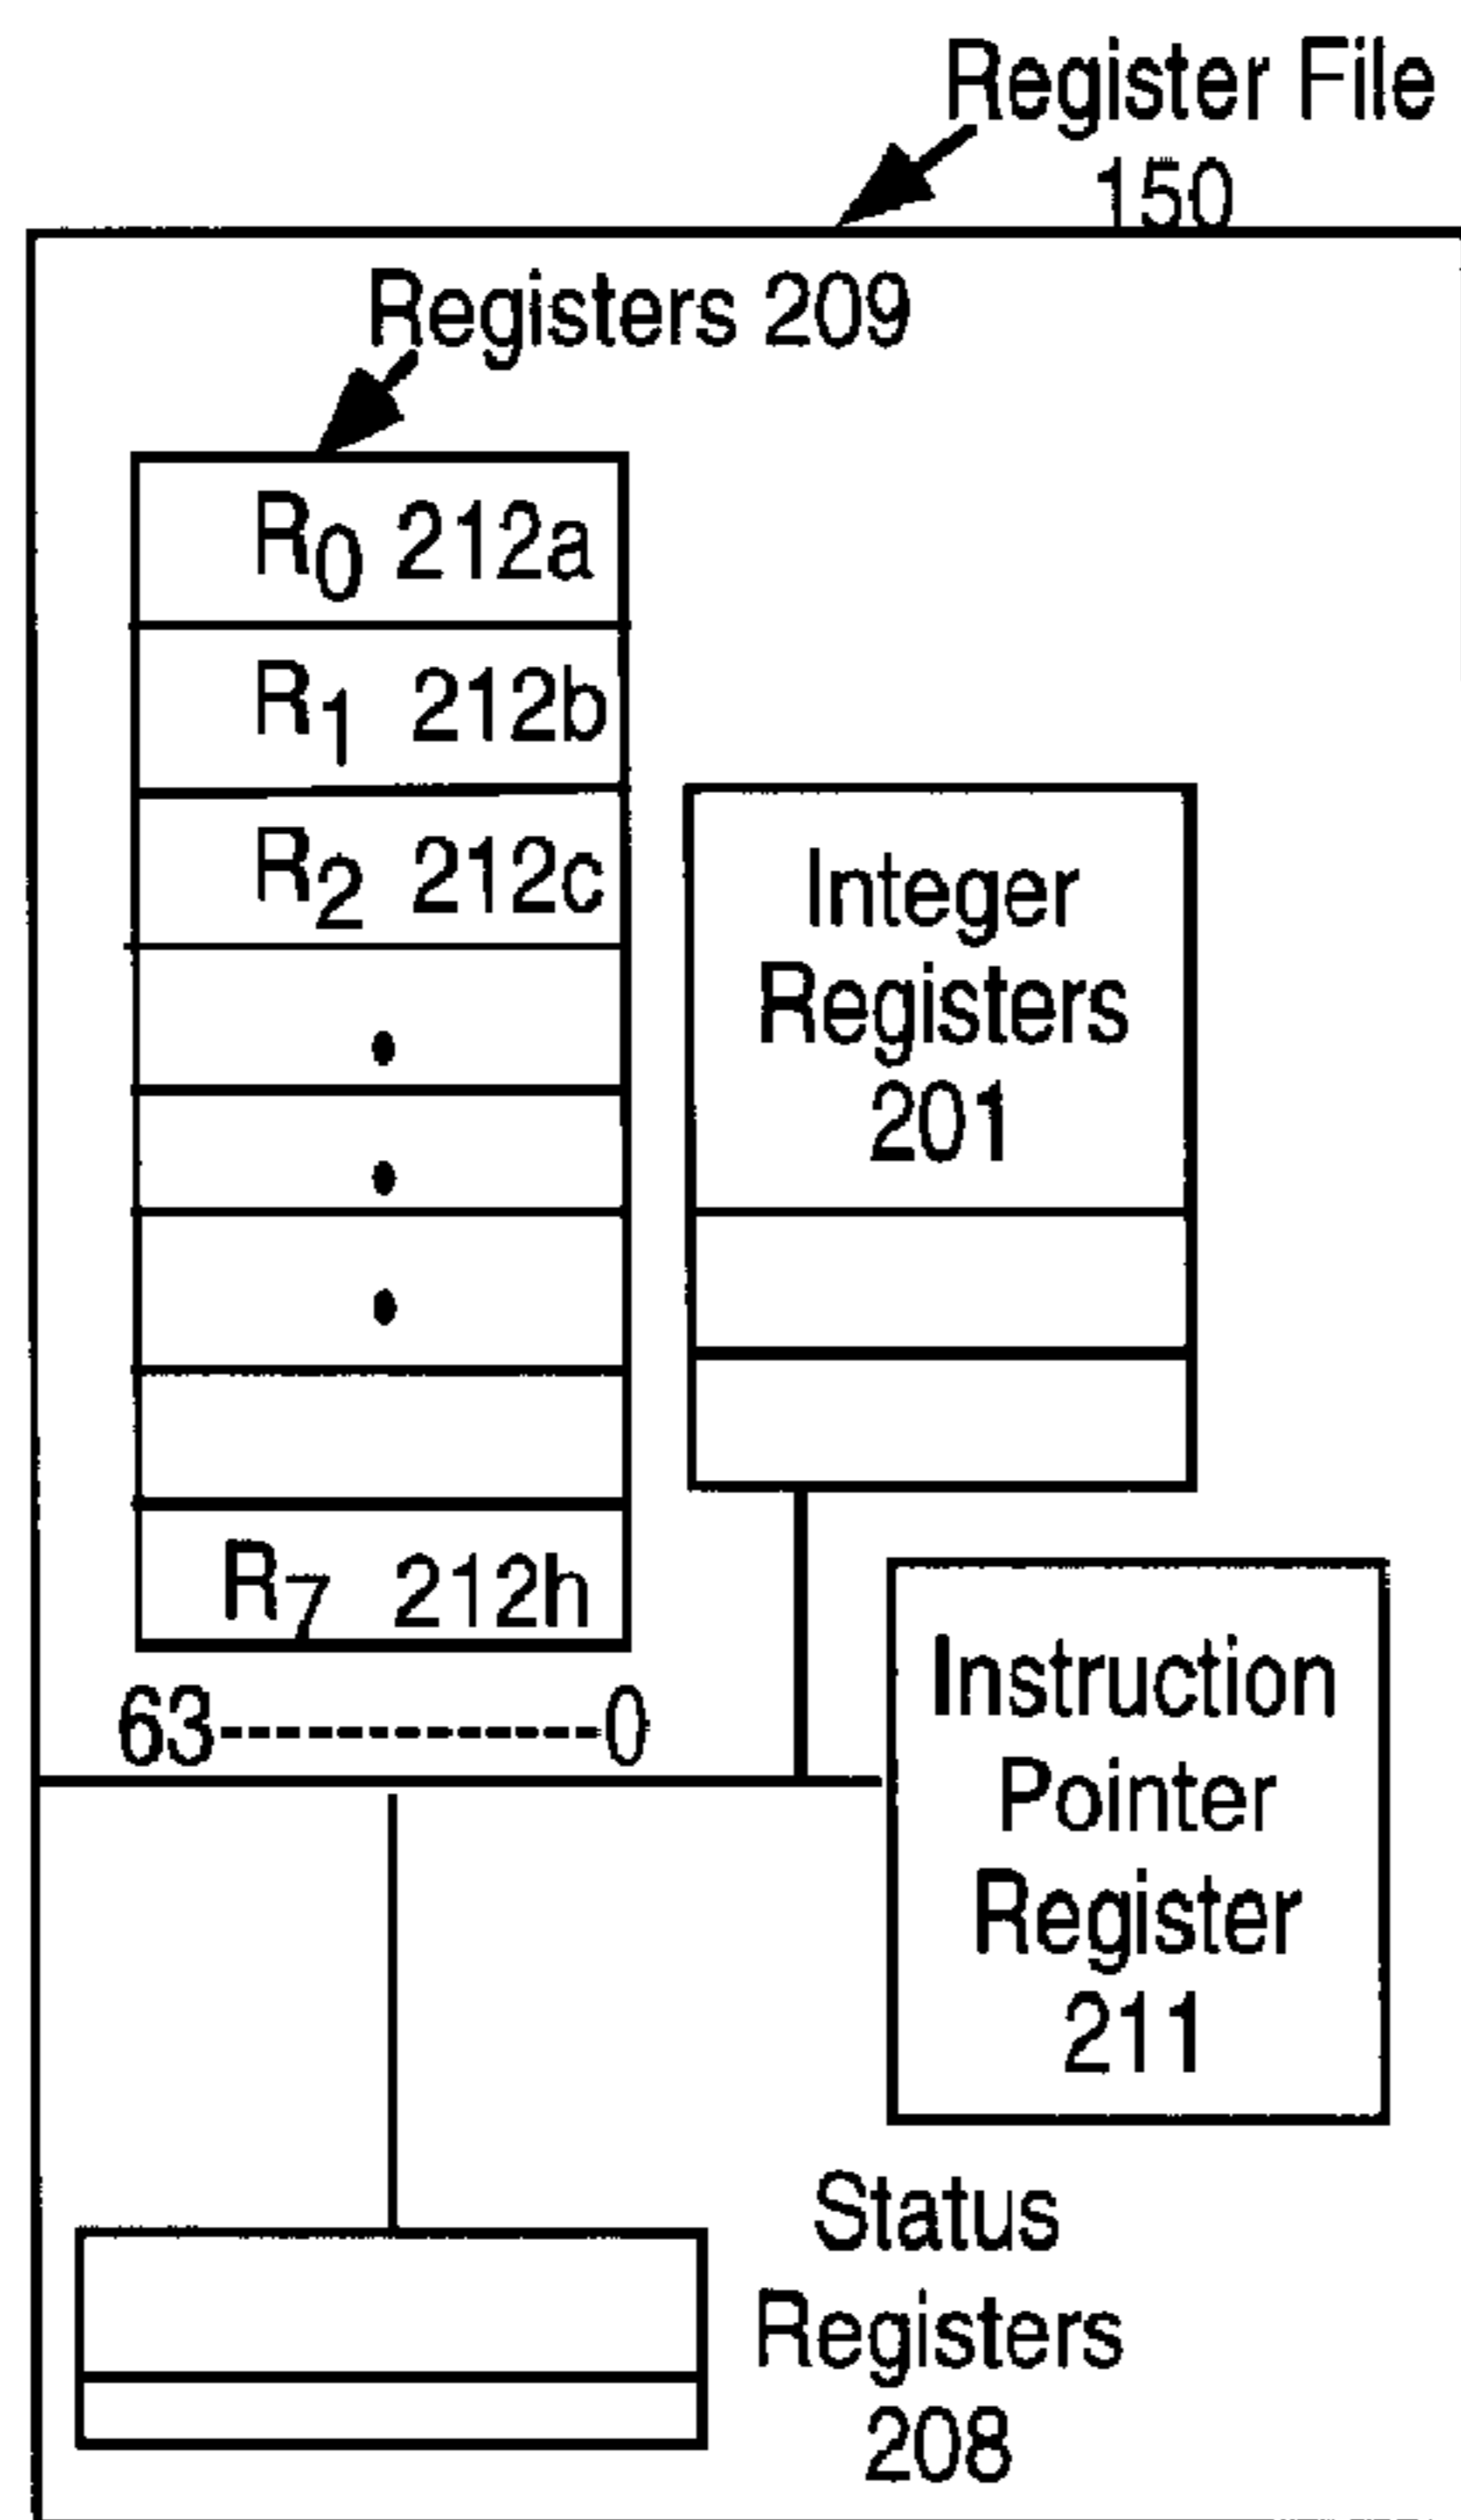 Register File
150
Registers 209
R0 212a
R1 212b
R2 212c
Integer
Registers
201
R7 212h
63------------0
Instruction
Pointer
Register
211
Status
Registers
208